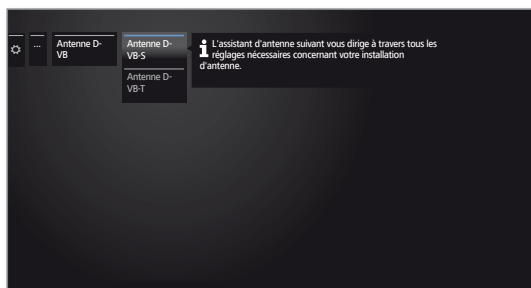 ...
Antenne D-
VB
Antenne D-
VB-S
Antenne D-
VB-T
L'assistant d'antenne suivant vous dirige à travers tous les
réglages nécessaires concernant votre installation
d'antenne.